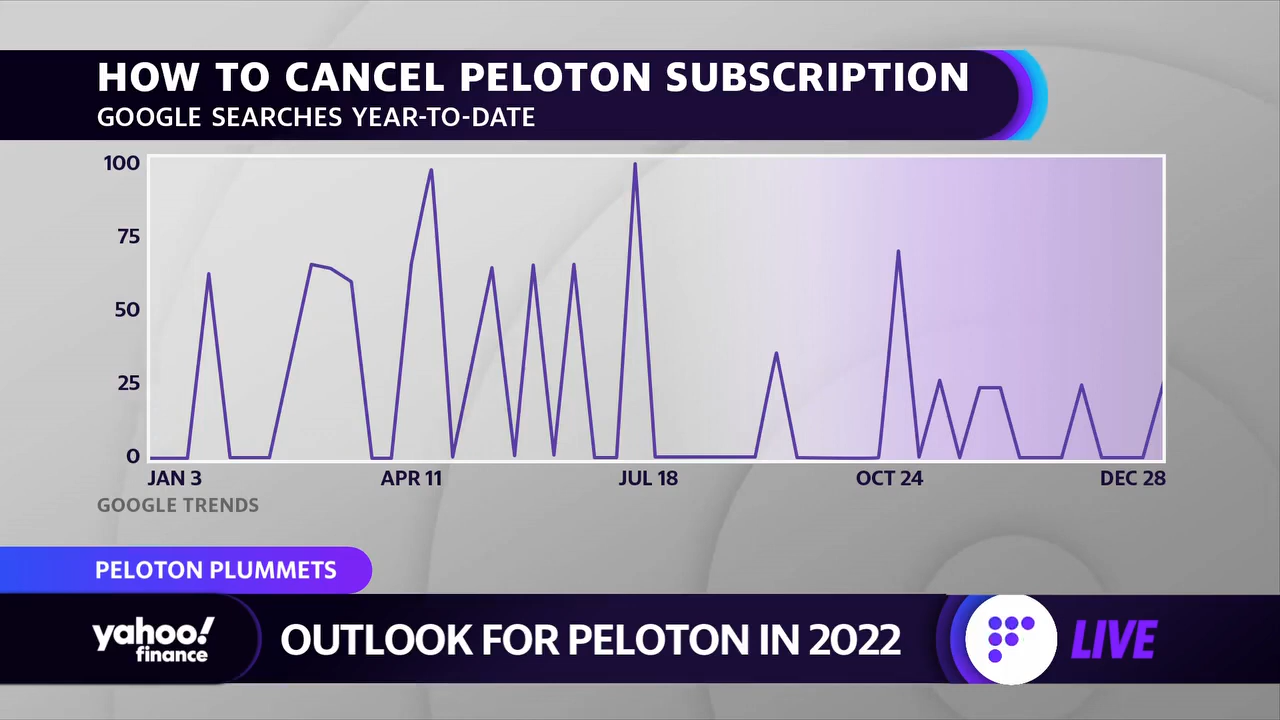 HOW TO CANCEL PELOTON SUBSCRIPTION
GOOGLE SEARCHES YEAR-TO-DATE
100
75
50
25
0
JAN 3 APR 11 JUL 18 OCT 24 DEC 28
GOOGLE TRENDS
PELOTON PLUMMETS
yahoo!
finance
OUTLOOK FOR PELOTON IN 2022
LIVE